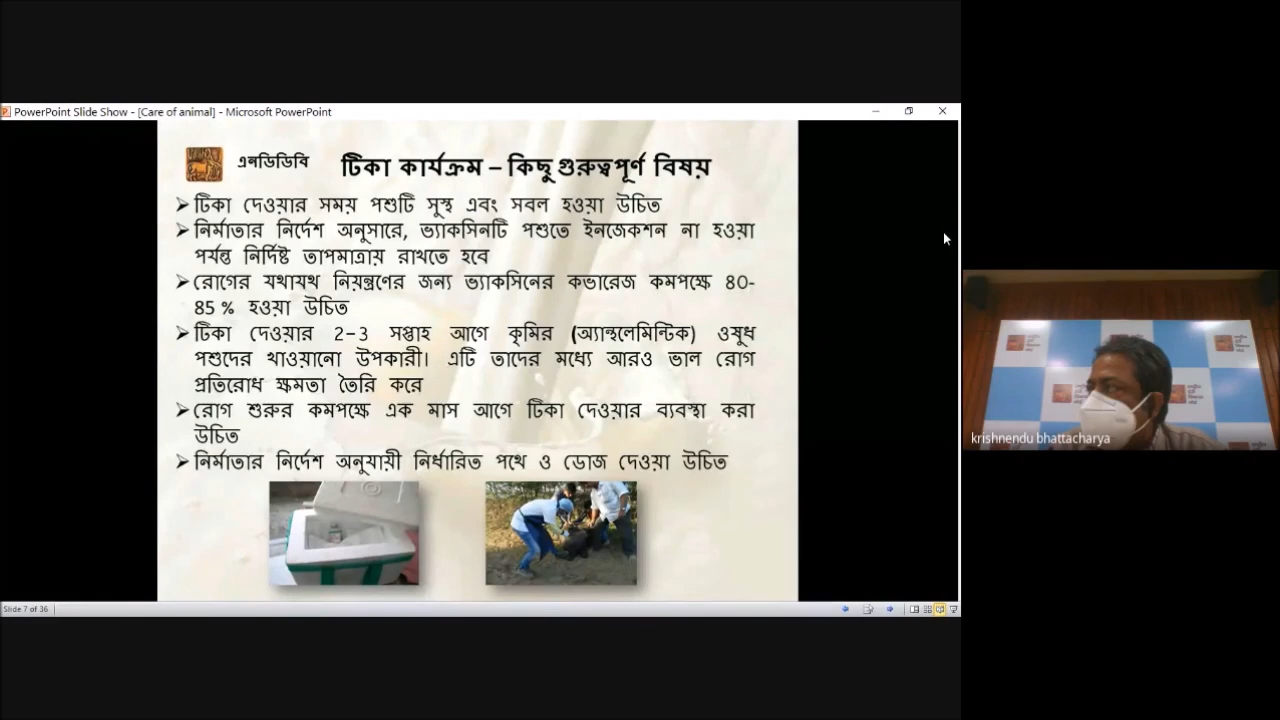 PowerPoint Slide Show - [Care of animal] - Microsoft PowerPoint
এনডিডিবি
টিকা কার্যক্রম – কিছু গুরুত্বপূর্ণ বিষয়
➢ টিকা দেওয়ার সময় পশুটি সুস্থ এবং সবল হওয়া উচিত
➢ নির্মাতার নির্দেশ অনুসারে, ভ্যাকসিনটি পশুতে ইনজেকশন না হওয়া
পর্যন্ত নির্দিষ্ট তাপমাত্রায় রাখতে হবে
➢ রোগের যথাযথ নিয়ন্ত্রণের জন্য ভ্যাকসিনের কভারেজ কমপক্ষে 80-
85 % হওয়া উচিত
➢ টিকা দেওয়ার 2–3 সপ্তাহ আগে কৃমির (অ্যান্থলেমিন্টিক) ওষুধ
পশুদের খাওয়ানো উপকারী। এটি তাদের মধ্যে আরও ভাল রোগ
প্রতিরোধ ক্ষমতা তৈরি করে
➢ রোগ শুরুর কমপক্ষে এক মাস আগে টিকা দেওয়ার ব্যবস্থা করা
উচিত
➢ নির্মাতার নির্দেশ অনুযায়ী নির্ধারিত পথে ও ডোজ দেওয়া উচিত
Slide 7 of 36
krishnendu bhattacharya